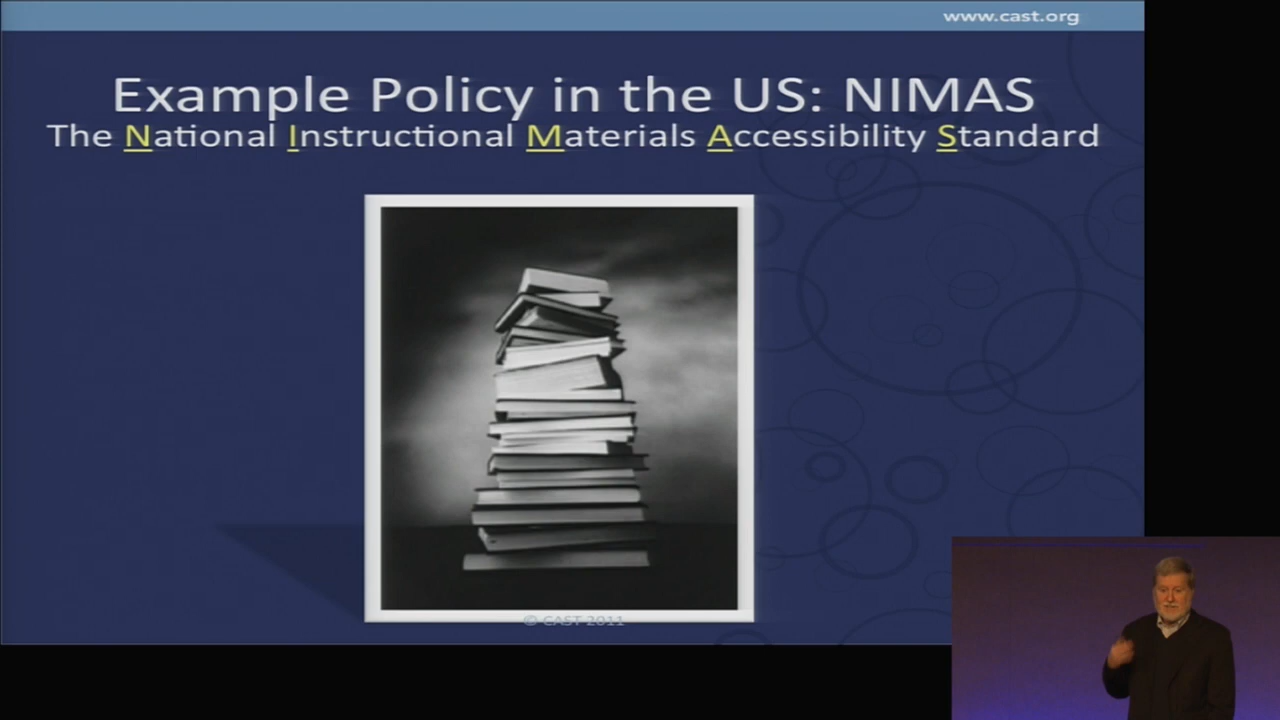 www.cast.org
Example Policy in the US: NIMAS
The National Instructional Materials Accessibility Standard
© CAST 2011